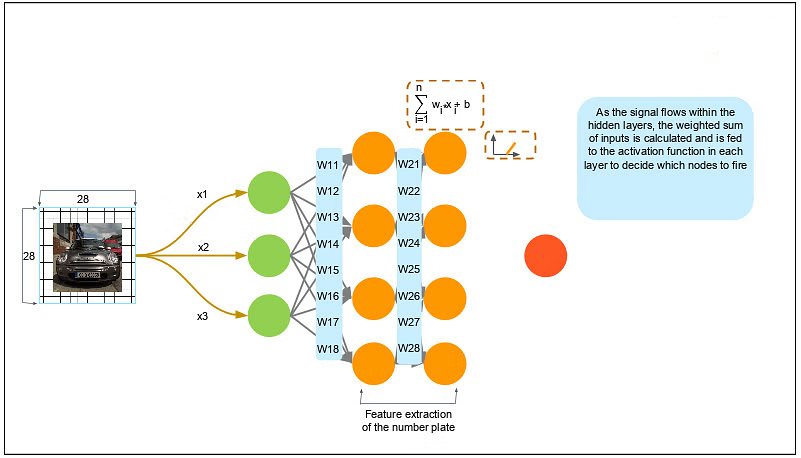 n
∑ wi*xi + b
i=1
As the signal flows within the
hidden layers, the weighted sum
of inputs is calculated and is fed
to the activation function in each
layer to decide which nodes to fire
28
28
x1
x2
x3
W11
W12
W13
W14
W15
W16
W17
W18
W21
W22
W23
W24
W25
W26
W27
W28
Feature extraction
of the number plate